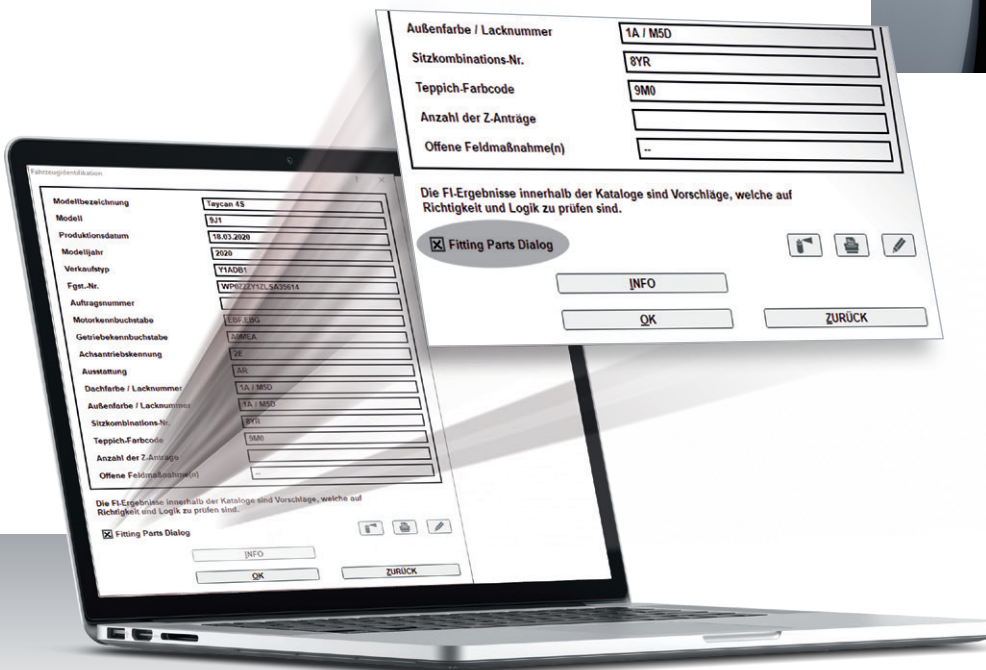 Außenfarbe / Lacknummer 1A / M5D
Sitzkombinations-Nr. 8YR
Teppich-Farbcode 9M0
Anzahl der Z-Anträge
Offene Feldmaßnahme(n) --
Die FI-Ergebnisse innerhalb der Kataloge sind Vorschläge, welche auf
Richtigkeit und Logik zu prüfen sind.
Fitting Parts Dialog
INFO
OK ZURÜCK
Fahrzeugidentifikation
Modellbezeichnung Taycan 4S
Modell 9J1
Produktionsdatum 18.03.2020
Modelljahr 2020
Verkaufstyp Y1ADB1
Fgst.-Nr.
Auftragsnummer
Motorkennbuchstabe EBF,EBG
Getriebekennbuchstabe
Achsantriebskennung 2E
Ausstattung AR
Dachfarbe / Lacknummer 1A / M5D
Außenfarbe / Lacknummer 1A / M5D
Sitzkombinations-Nr. 8YR
Teppich-Farbcode 9M0
Anzahl der Z-Anträge
Offene Feldmaßnahme(n) --
Die FI-Ergebnisse innerhalb der Kataloge sind Vorschläge, welche auf
Richtigkeit und Logik zu prüfen sind.
Fitting Parts Dialog
INFO
OK ZURÜCK